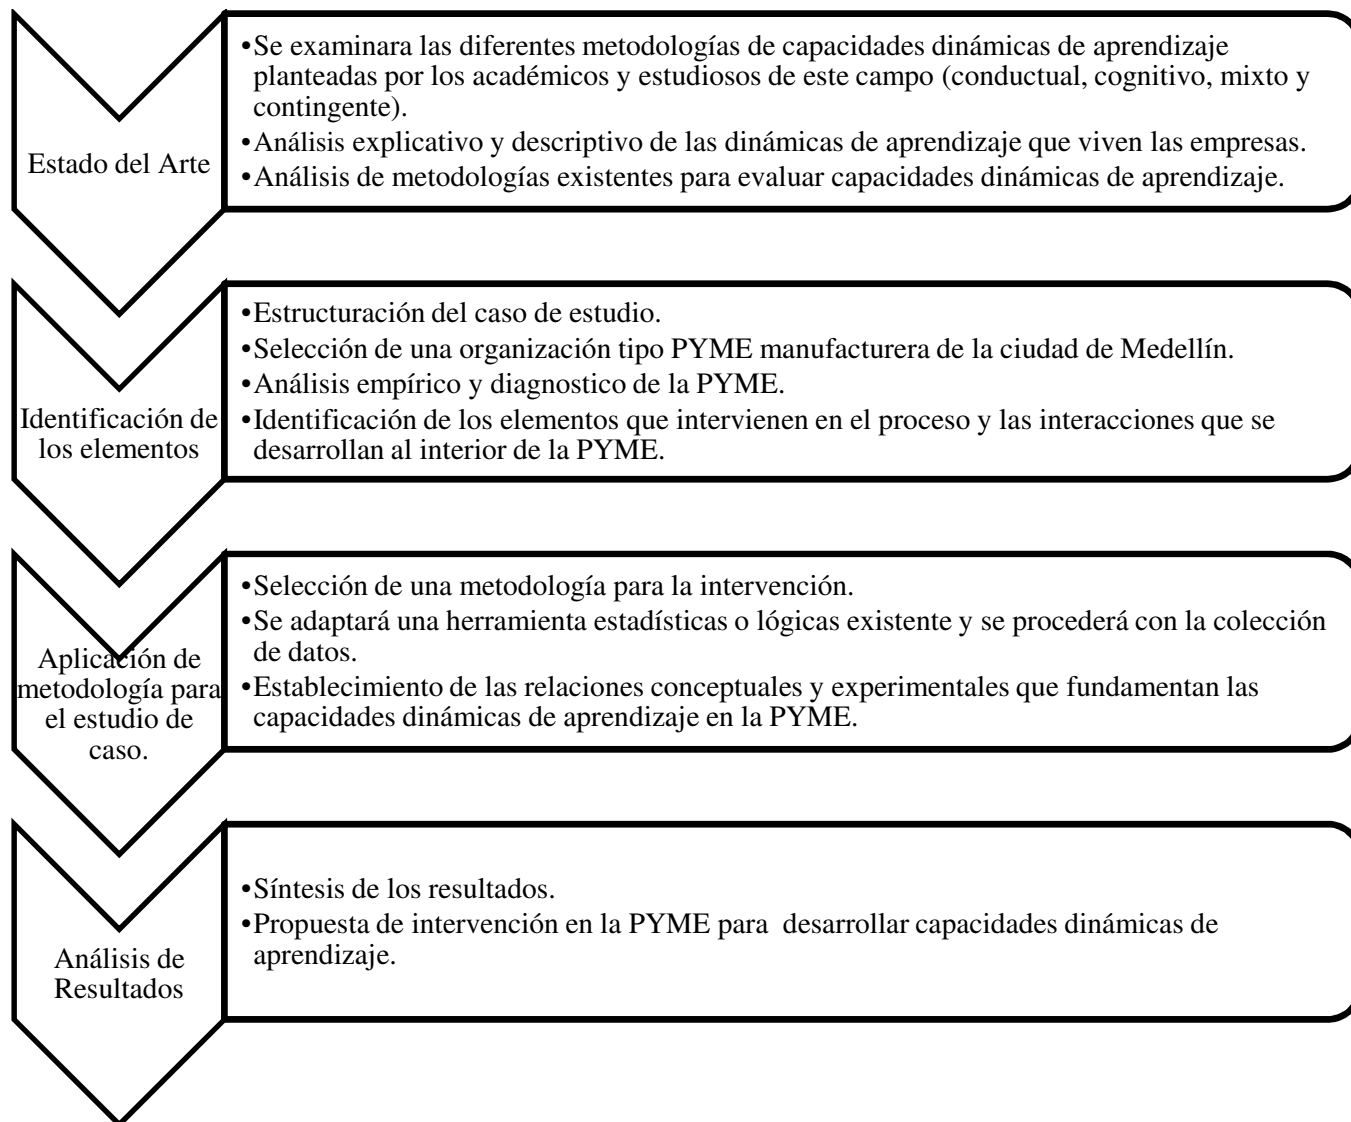 Estado del Arte
•Se examinara las diferentes metodologías de capacidades dinámicas de aprendizaje
planteadas por los académicos y estudiosos de este campo (conductual, cognitivo, mixto y
contingente).
•Análisis explicativo y descriptivo de las dinámicas de aprendizaje que viven las empresas.
•Análisis de metodologías existentes para evaluar capacidades dinámicas de aprendizaje.
Identificación de
los elementos
•Estructuración del caso de estudio.
•Selección de una organización tipo PYME manufacturera de la ciudad de Medellín.
•Análisis empírico y diagnostico de la PYME.
•Identificación de los elementos que intervienen en el proceso y las interacciones que se
desarrollan al interior de la PYME.
Aplicación de
metodología para
el estudio de
caso.
•Selección de una metodología para la intervención.
•Se adaptará una herramienta estadísticas o lógicas existente y se procederá con la colección
de datos.
•Establecimiento de las relaciones conceptuales y experimentales que fundamentan las
capacidades dinámicas de aprendizaje en la PYME.
Análisis de
Resultados
•Síntesis de los resultados.
•Propuesta de intervención en la PYME para  desarrollar capacidades dinámicas de
aprendizaje.